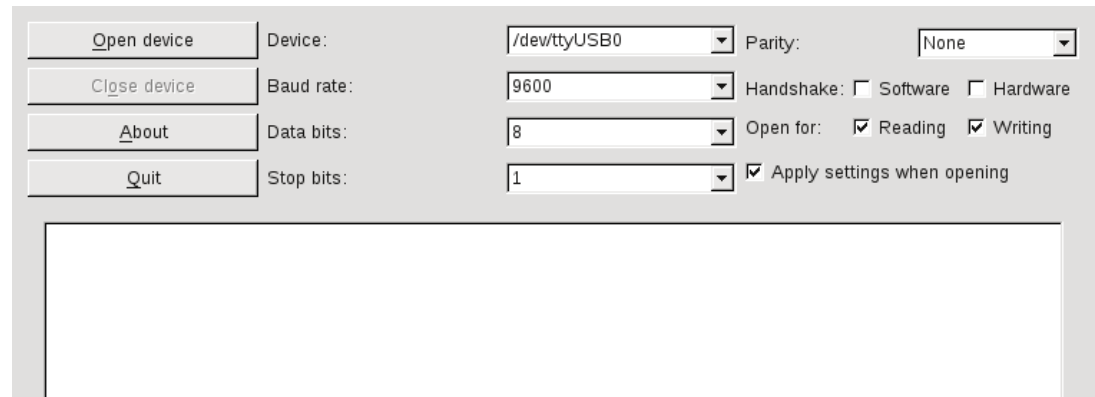 Open device Device: /dev/ttyUSB0 Parity: None
Close device Baud rate: 9600 Handshake: Software Hardware
About Data bits: 8 Open for: Reading Writing
Quit Stop bits: 1 Apply settings when opening